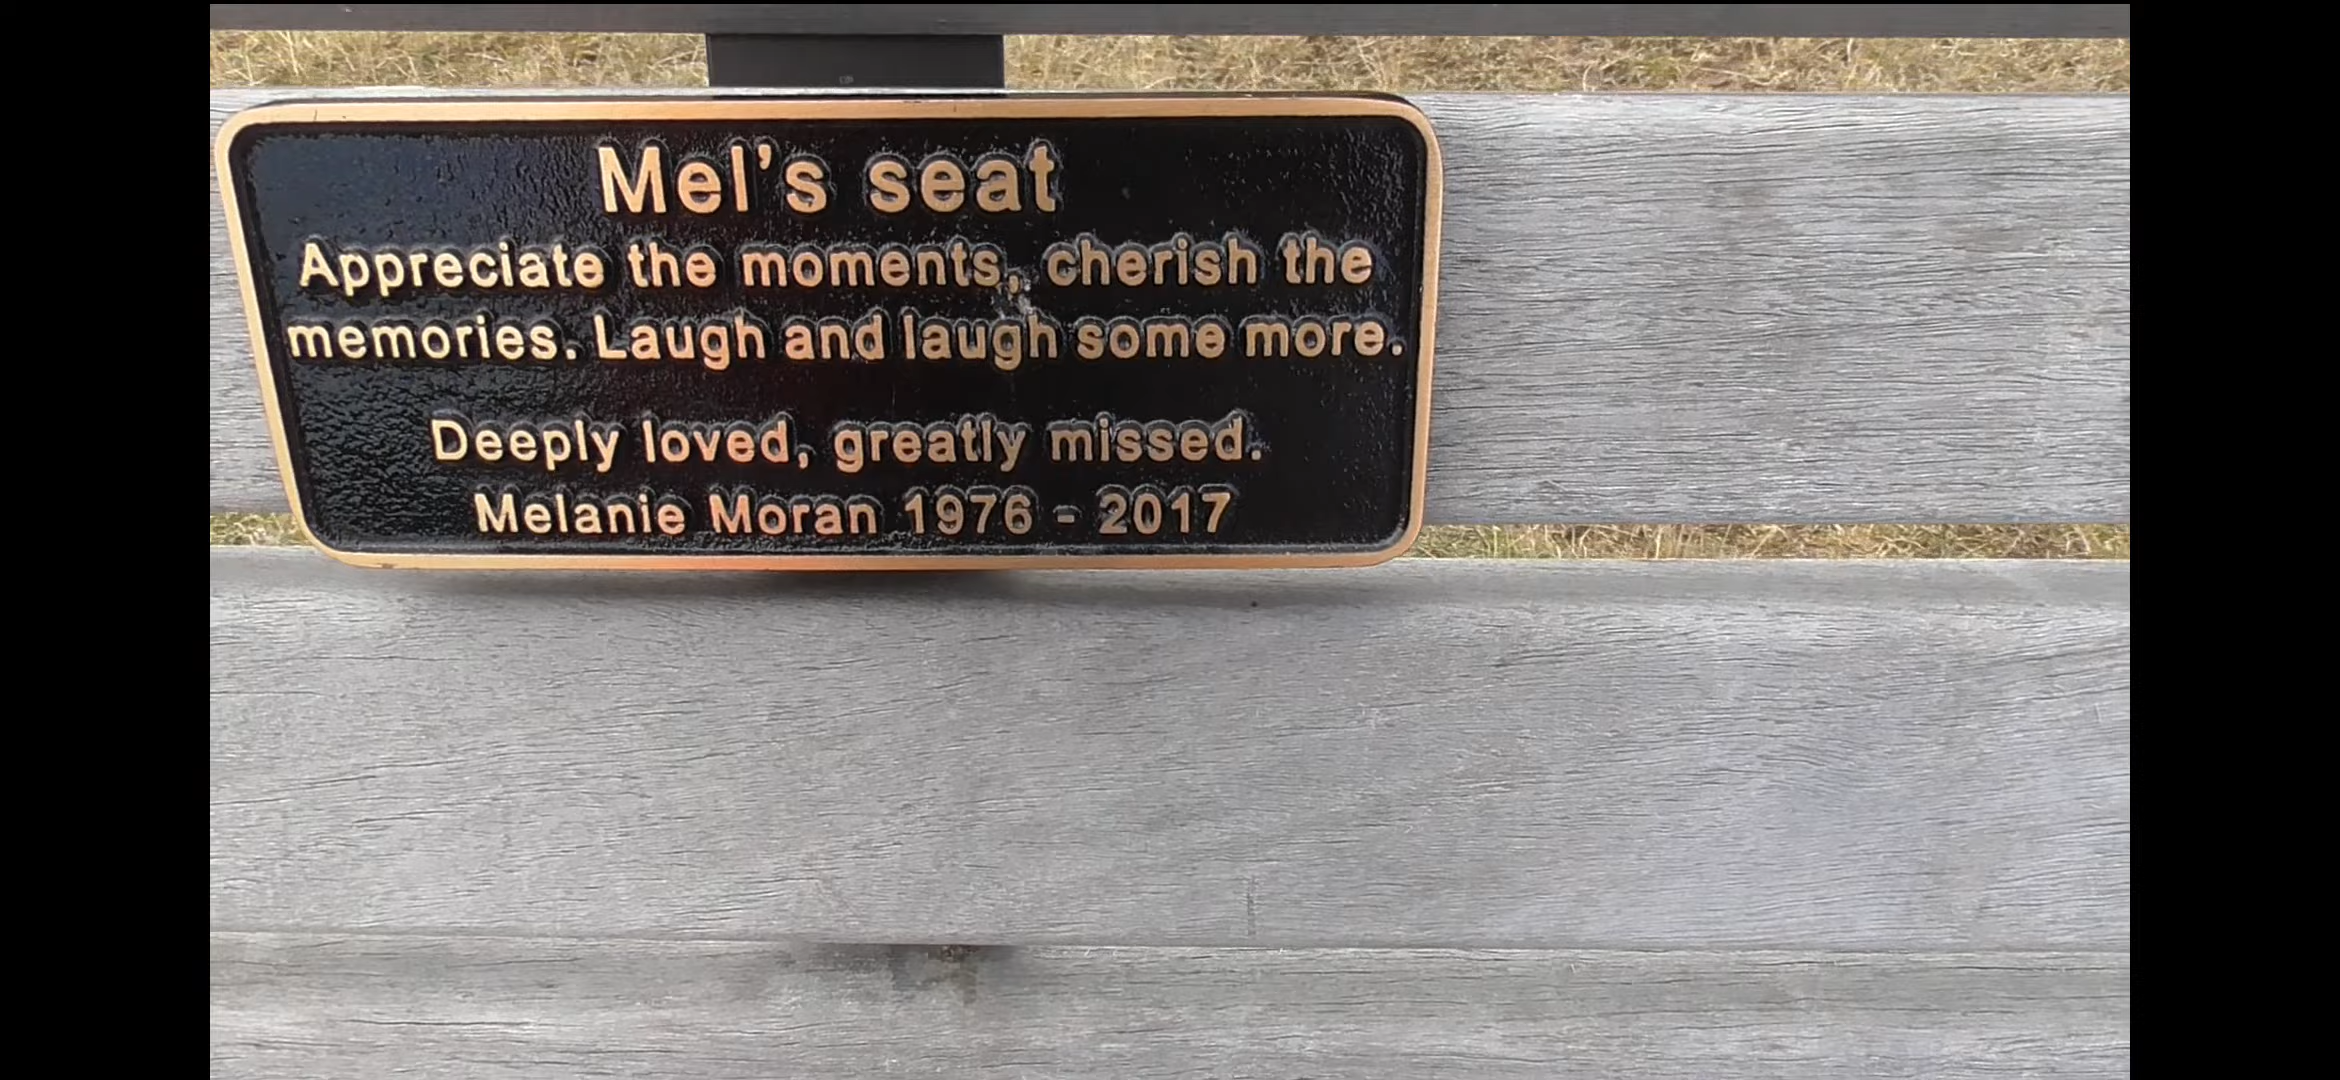 Mel's seat
Appreciate the moments, cherish the
memories. Laugh and laugh some more.
Deeply loved, greatly missed.
Melanie Moran 1976 - 2017